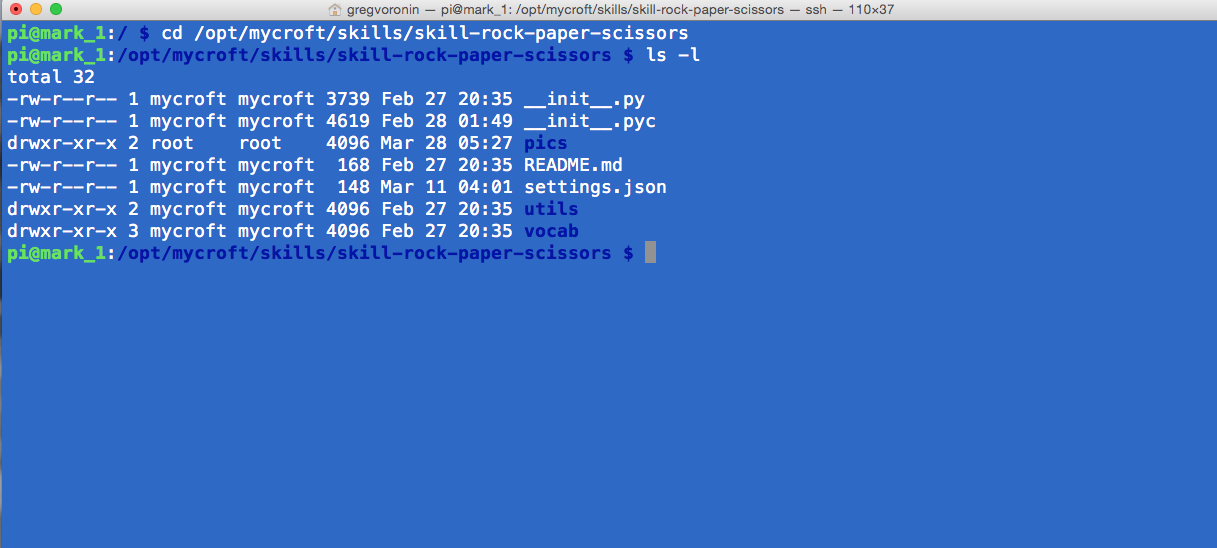 gregvoronin — pi@mark_1: /opt/mycroft/skills/skill-rock-paper-scissors — ssh — 110×37
pi@mark_1:/ $ cd /opt/mycroft/skills/skill-rock-paper-scissors
pi@mark_1:/opt/mycroft/skills/skill-rock-paper-scissors $ ls -l
total 32
-rw-r--r-- 1 mycroft mycroft 3739 Feb 27 20:35 __init__.py
-rw-r--r-- 1 mycroft mycroft 4619 Feb 28 01:49 __init__.pyc
drwxr-xr-x 2 root    root    4096 Mar 28 05:27 pics
-rw-r--r-- 1 mycroft mycroft  168 Feb 27 20:35 README.md
-rw-r--r-- 1 mycroft mycroft  148 Mar 11 04:01 settings.json
drwxr-xr-x 2 mycroft mycroft 4096 Feb 27 20:35 utils
drwxr-xr-x 3 mycroft mycroft 4096 Feb 27 20:35 vocab
pi@mark_1:/opt/mycroft/skills/skill-rock-paper-scissors $